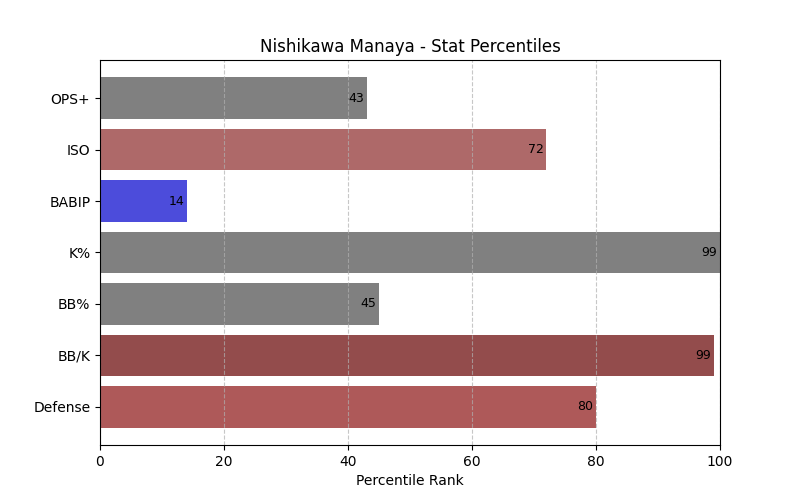 Nishikawa Manaya - Stat Percentiles
OPS+ 43
ISO 72
BABIP 14
K% 99
BB% 45
BB/K 99
Defense 80
0 20 40 60 80 100
Percentile Rank